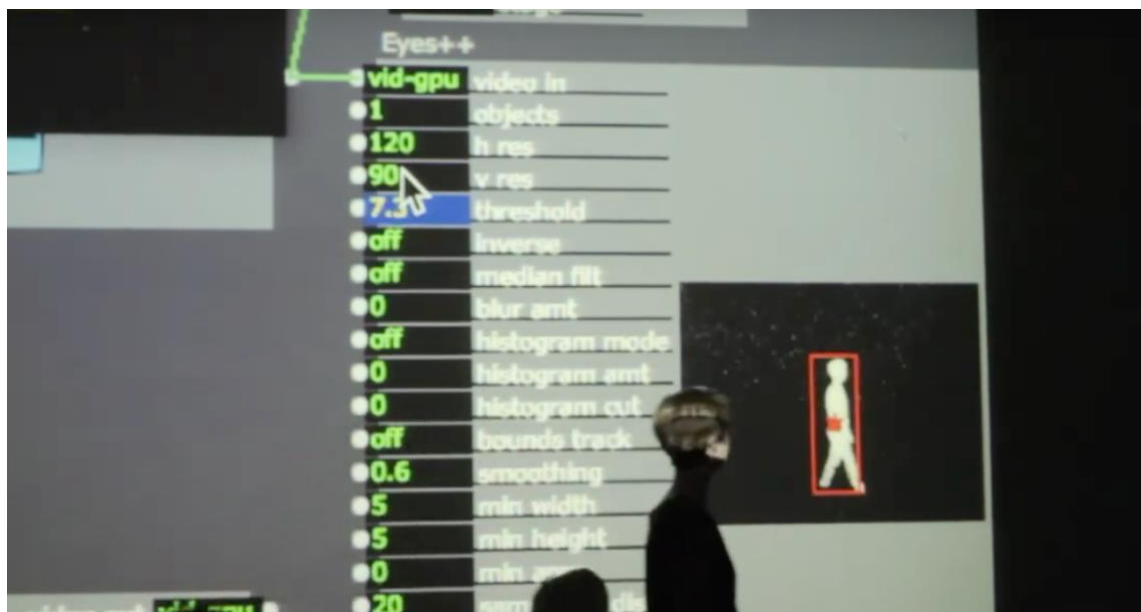 Eyes++
vid-gpu video in
1 objects
120 h res
90 v res
7.3 threshold
off inverse
off median filt
0 blur amt
off histogram mode
0 histogram amt
0 histogram cut
off bounds track
0.6 smoothing
5 min width
5 min height
0 min
20
vid-gpu